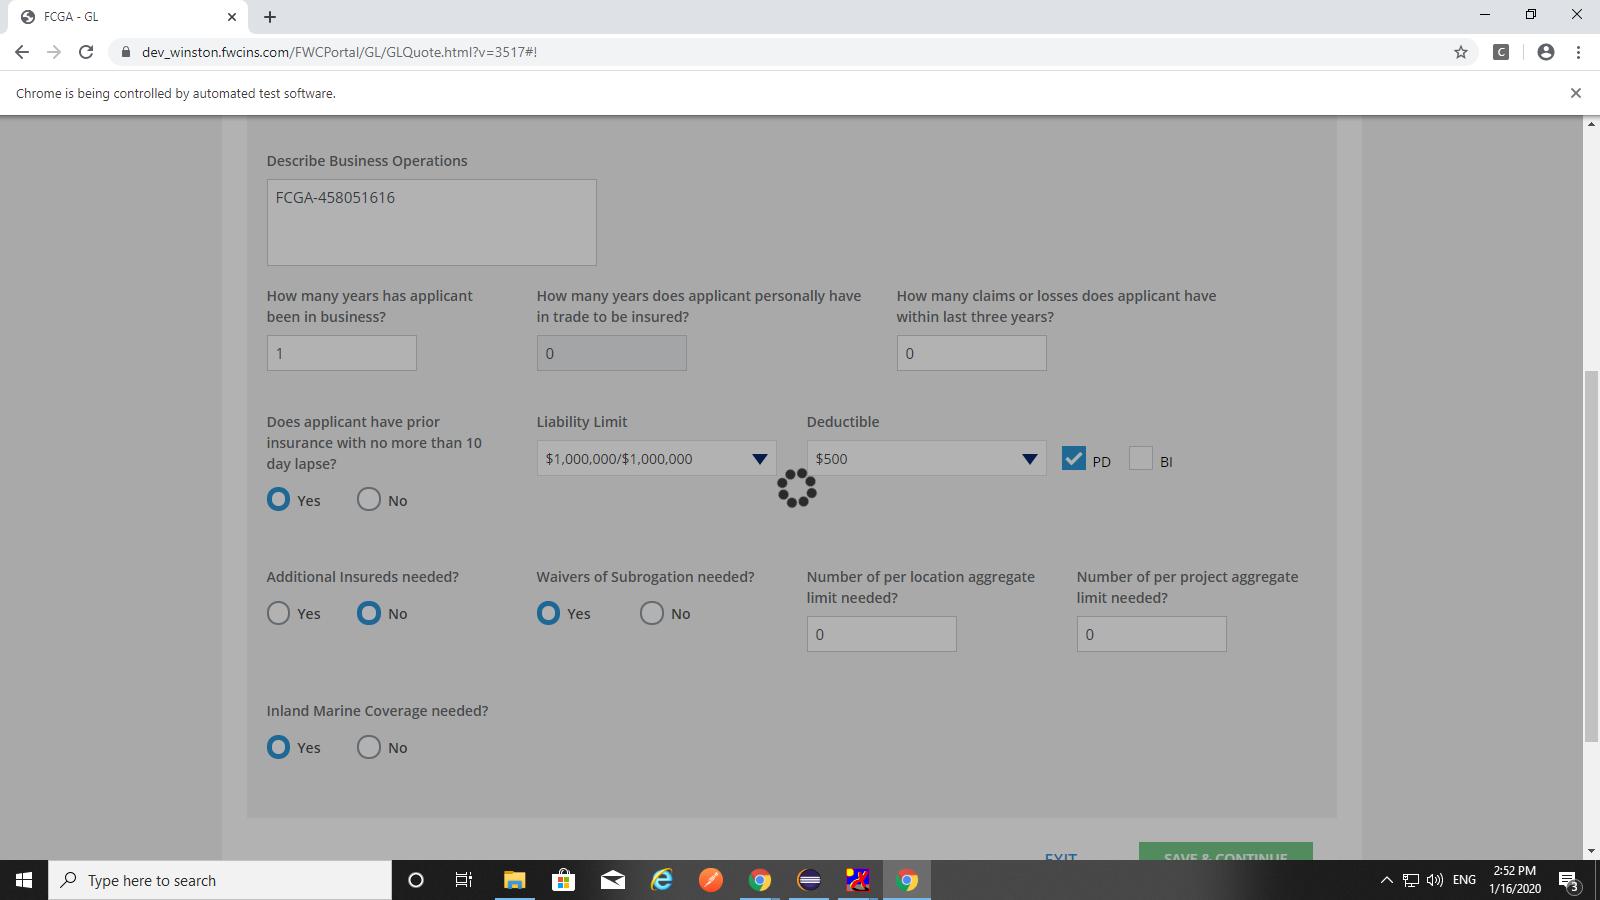 FCGA - GL
dev_winston.fwcins.com/FWCPortal/GL/GLQuote.html?v=3517#!
C
Chrome is being controlled by automated test software.
Describe Business Operations
FCGA-458051616
How many years has applicant
been in business?
1
How many years does applicant personally have
in trade to be insured?
0
How many claims or losses does applicant have
within last three years?
0
Does applicant have prior
insurance with no more than 10
day lapse?
Yes No
Liability Limit
$1,000,000/$1,000,000
Deductible
$500
PD BI
Additional Insureds needed?
Yes No
Waivers of Subrogation needed?
Yes No
Number of per location aggregate
limit needed?
0
Number of per project aggregate
limit needed?
0
Inland Marine Coverage needed?
Yes No
EXIT SAVE & CONTINUE
Type here to search
ENG
2:52 PM
1/16/2020
3